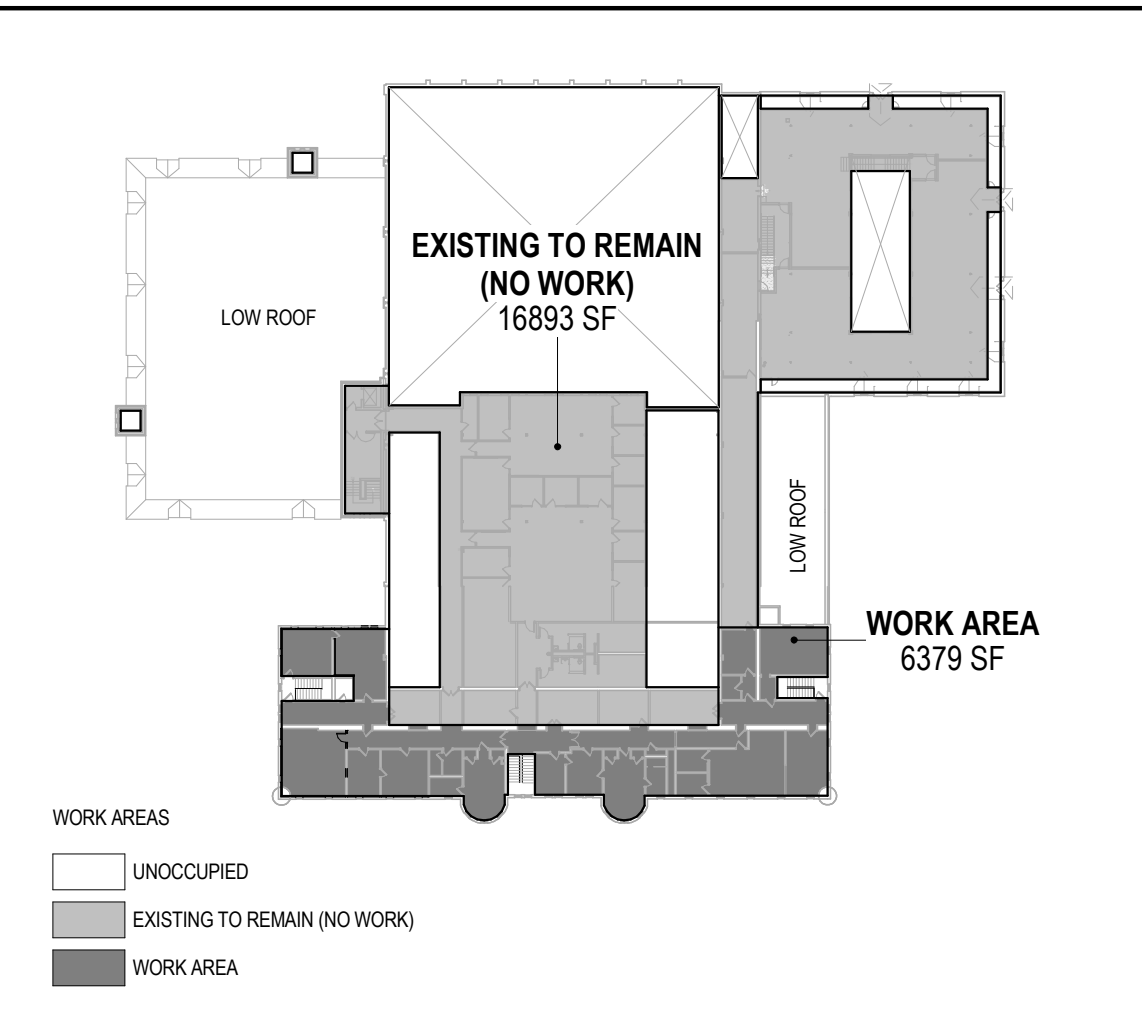 EXISTING TO REMAIN
(NO WORK)
16893 SF
LOW ROOF
LOW ROOF
WORK AREA
6379 SF
WORK AREAS
UNOCCUPIED
EXISTING TO REMAIN (NO WORK)
WORK AREA